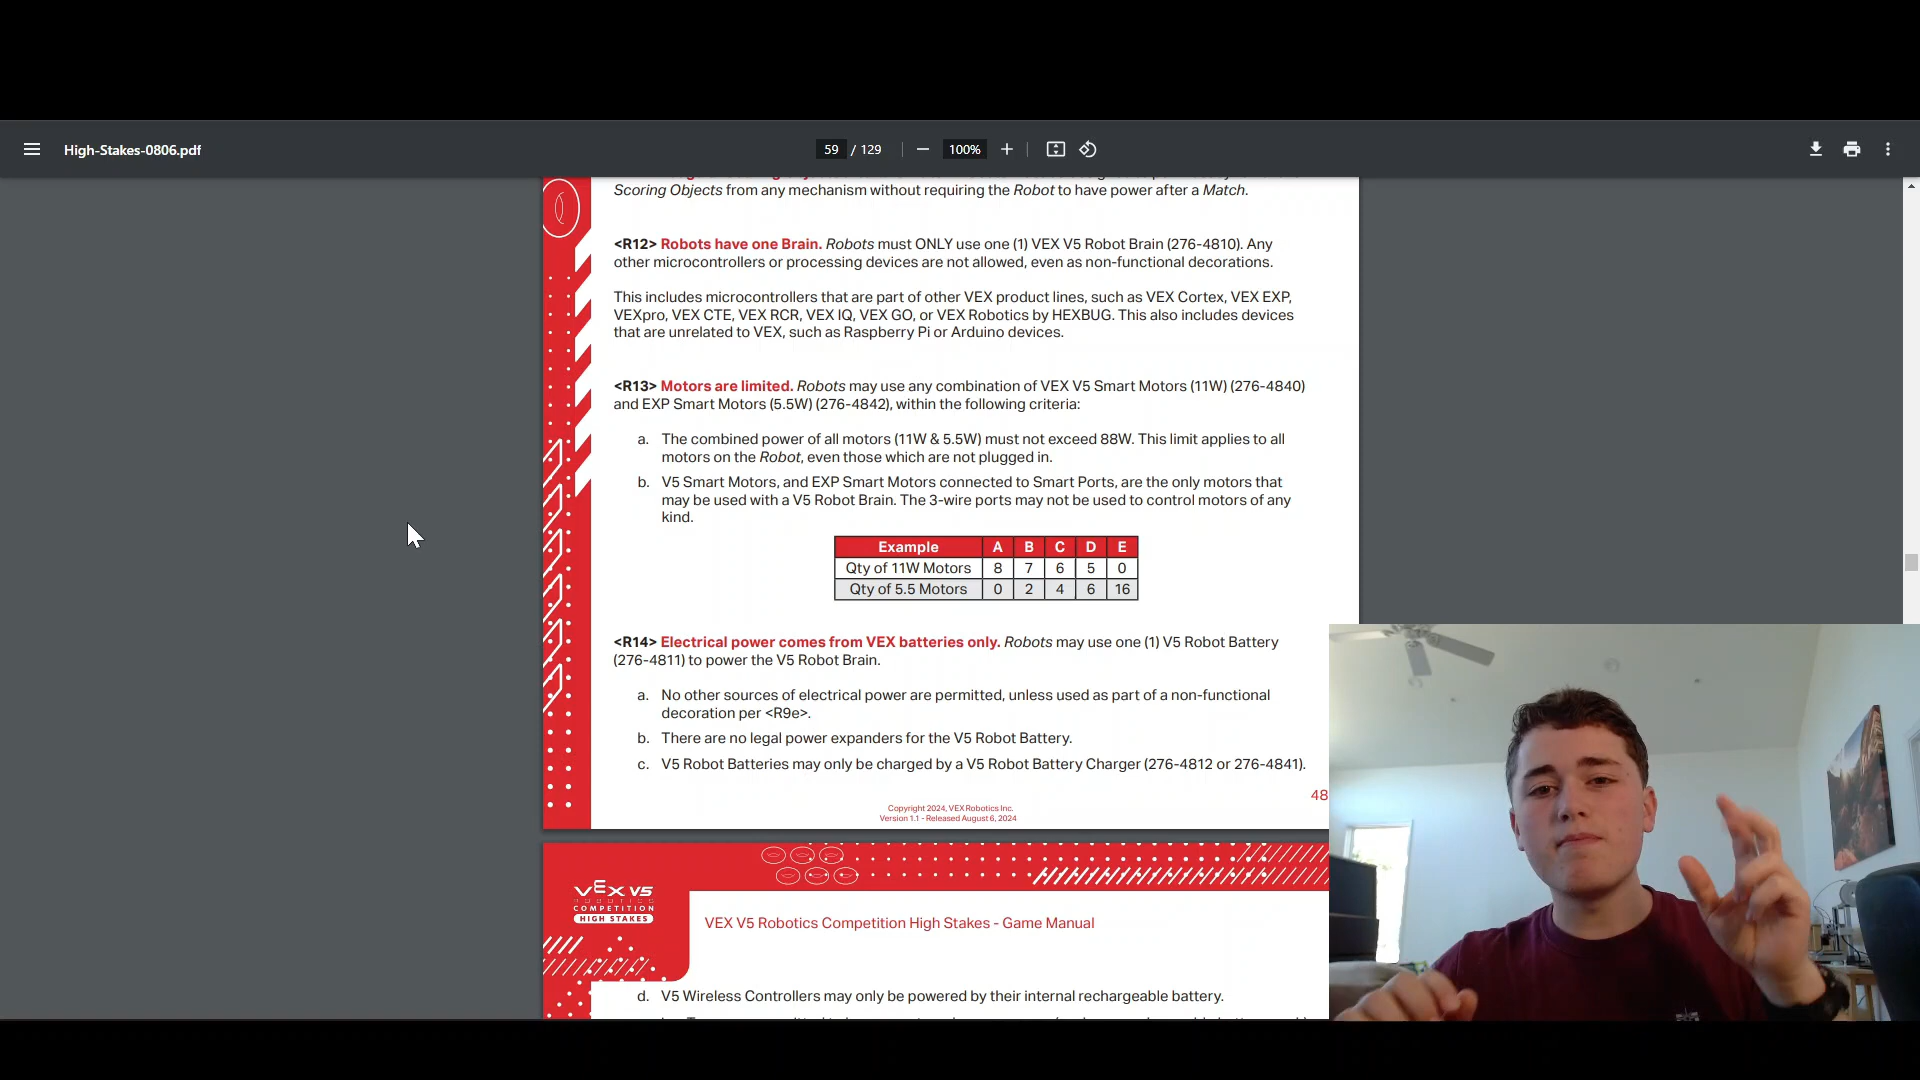 High-Stakes-0806.pdf
59 / 129
100%
Scoring Objects from any mechanism without requiring the Robot to have power after a Match.
<R12> Robots have one Brain. Robots must ONLY use one (1) VEX V5 Robot Brain (276-4810). Any
other microcontrollers or processing devices are not allowed, even as non-functional decorations.
This includes microcontrollers that are part of other VEX product lines, such as VEX Cortex, VEX EXP,
VEXpro, VEX CTE, VEX RCR, VEX IQ, VEX GO, or VEX Robotics by HEXBUG. This also includes devices
that are unrelated to VEX, such as Raspberry Pi or Arduino devices.
<R13> Motors are limited. Robots may use any combination of VEX V5 Smart Motors (11W) (276-4840)
and EXP Smart Motors (5.5W) (276-4842), within the following criteria:
a. The combined power of all motors (11W & 5.5W) must not exceed 88W. This limit applies to all
motors on the Robot, even those which are not plugged in.
b. V5 Smart Motors, and EXP Smart Motors connected to Smart Ports, are the only motors that
may be used with a V5 Robot Brain. The 3-wire ports may not be used to control motors of any
kind.
Example A B C D E
Qty of 11W Motors 8 7 6 5 0
Qty of 5.5 Motors 0 2 4 6 16
<R14> Electrical power comes from VEX batteries only. Robots may use one (1) V5 Robot Battery
(276-4811) to power the V5 Robot Brain.
a. No other sources of electrical power are permitted, unless used as part of a non-functional
decoration per <R9e>.
b. There are no legal power expanders for the V5 Robot Battery.
c. V5 Robot Batteries may only be charged by a V5 Robot Battery Charger (276-4812 or 276-4841).
48
Copyright 2024, VEX Robotics Inc.
Version 1.1 - Released August 6, 2024
VEX V5
ROBOTICS
COMPETITION
HIGH STAKES
VEX V5 Robotics Competition High Stakes - Game Manual
d. V5 Wireless Controllers may only be powered by their internal rechargeable battery.